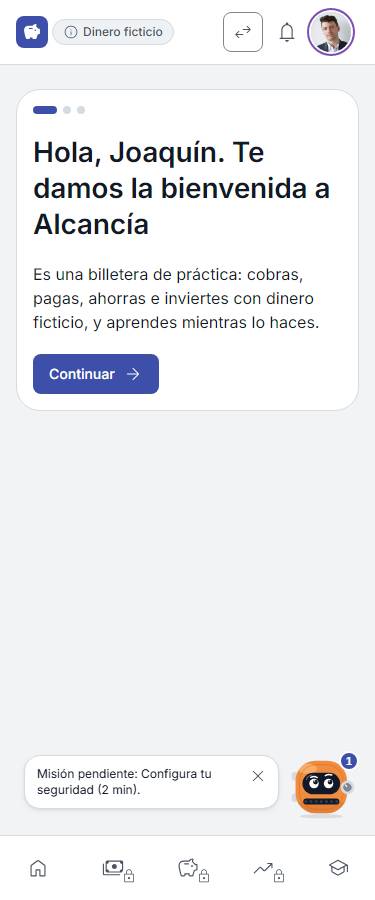 Dinero ficticio
Hola, Joaquín. Te
damos la bienvenida a
Alcancía
Es una billetera de práctica: cobras,
pagas, ahorras e inviertes con dinero
ficticio, y aprendes mientras lo haces.
Continuar
Misión pendiente: Configura tu
seguridad (2 min).
1